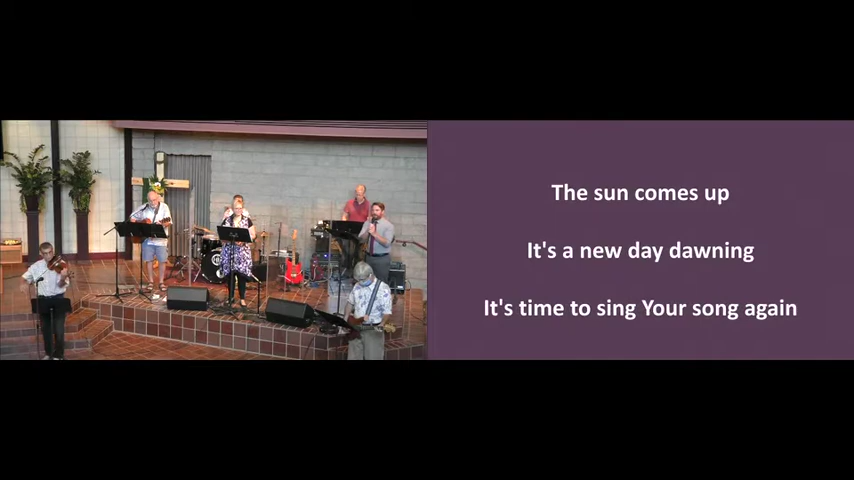 The sun comes up
It's a new day dawning
It's time to sing Your song again